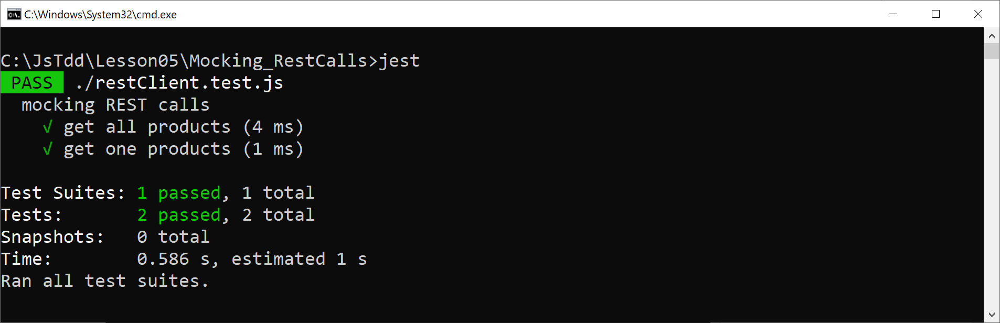 C:\Windows\System32\cmd.exe
C:\JsTdd\Lesson05\Mocking_RestCalls>jest
PASS ./restClient.test.js
mocking REST calls
√ get all products (4 ms)
√ get one products (1 ms)
Test Suites: 1 passed, 1 total
Tests: 2 passed, 2 total
Snapshots: 0 total
Time: 0.586 s, estimated 1 s
Ran all test suites.